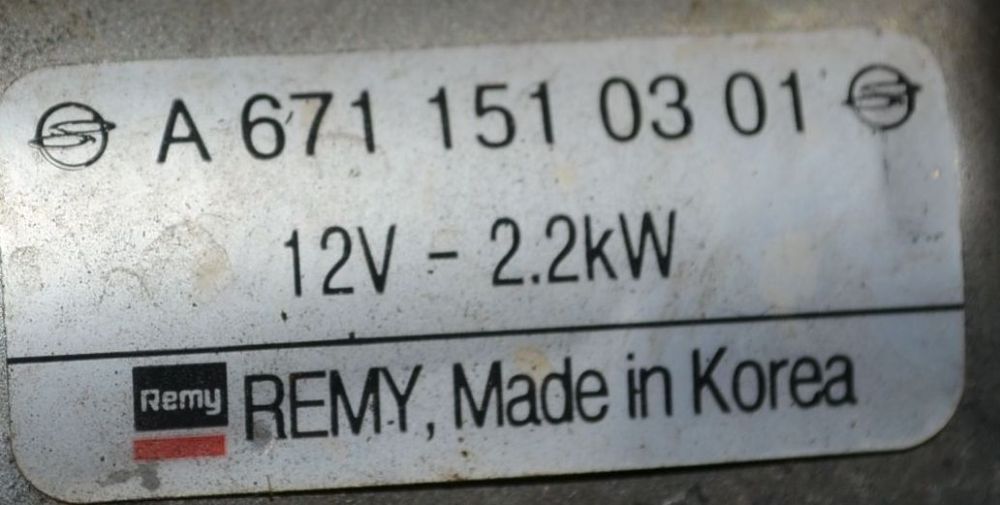 A 671 151 03 01
12V - 2.2kW
Remy REMY, Made in Korea